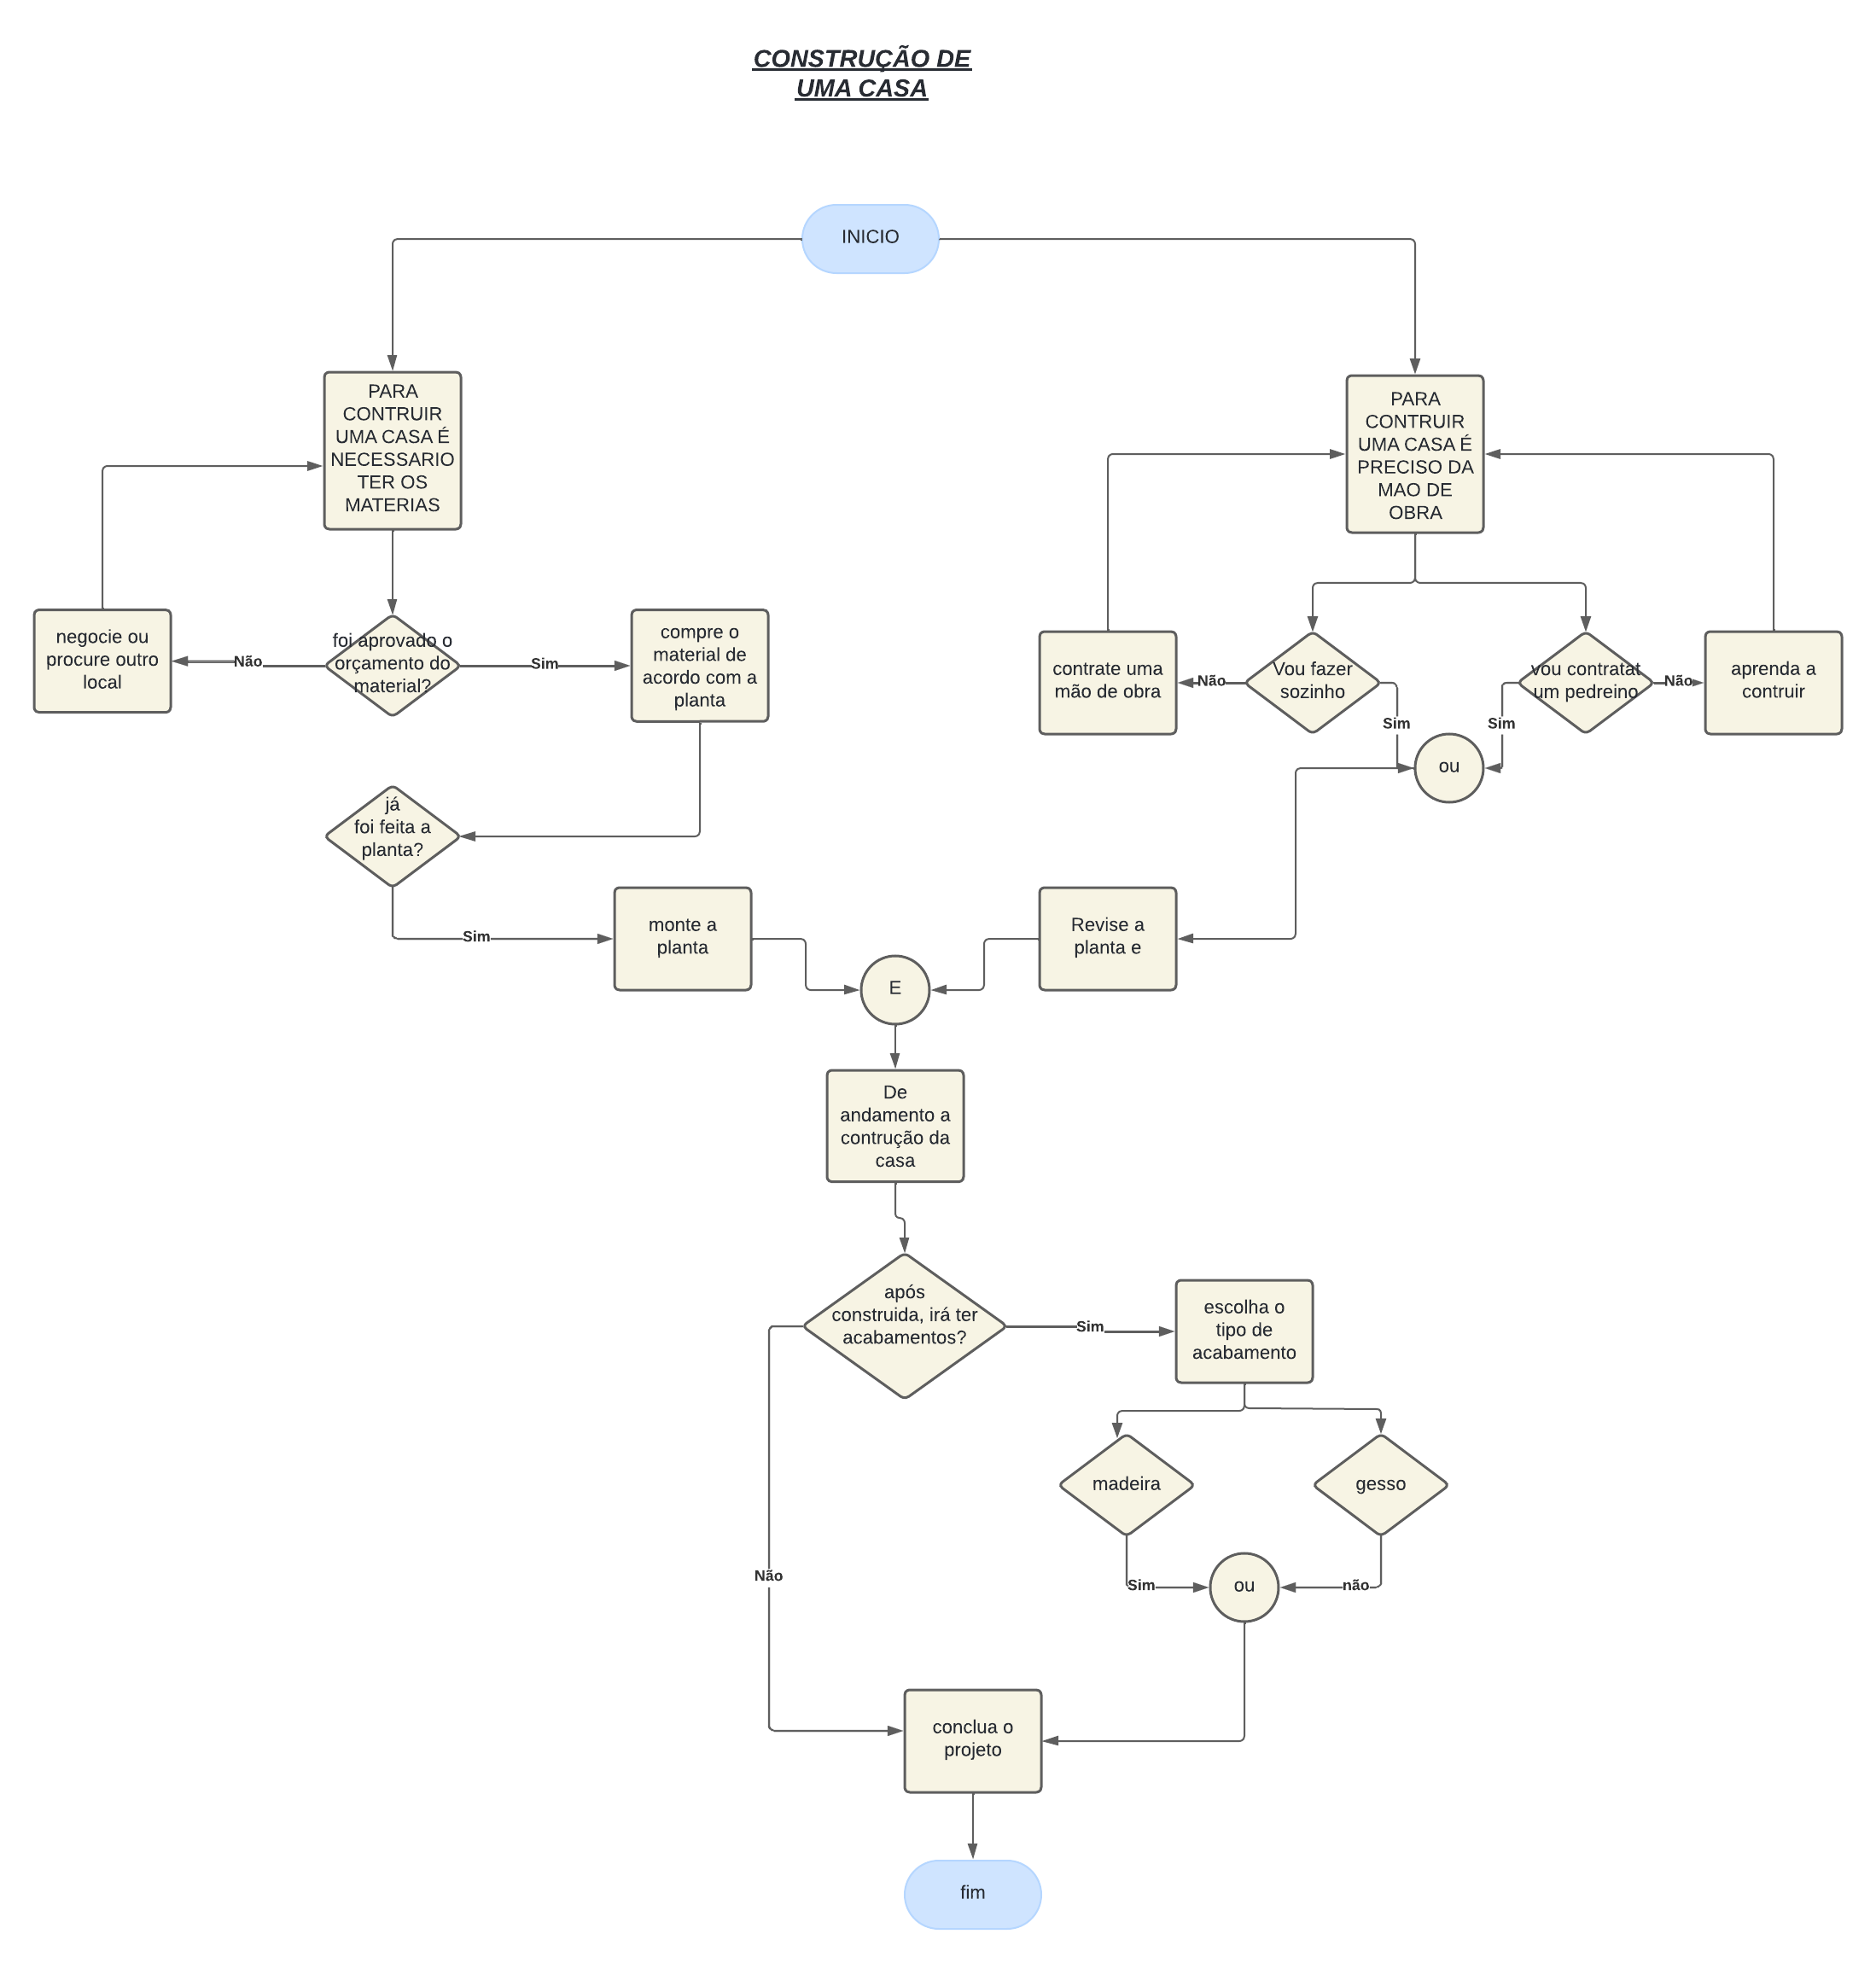 CONSTRUÇÃO DE
UMA CASA
INICIO
PARA
CONTRUIR
UMA CASA É
NECESSARIO
TER OS
MATERIAS
PARA
CONTRUIR
UMA CASA É
PRECISO DA
MAO DE
OBRA
negocie ou
procure outro
local
Não
foi aprovado o
orçamento do
material?
Sim
compre o
material de
acordo com a
planta
contrate uma
mão de obra
Não
Vou fazer
sozinho
Sim
vou contratat
um pedreino
Sim
Não
aprenda a
contruir
ou
já
foi feita a
planta?
Sim
monte a
planta
Revise a
planta e
E
De
andamento a
contrução da
casa
após
construida, irá ter
acabamentos?
Sim
escolha o
tipo de
acabamento
madeira
gesso
Não
Sim
ou
não
conclua o
projeto
fim